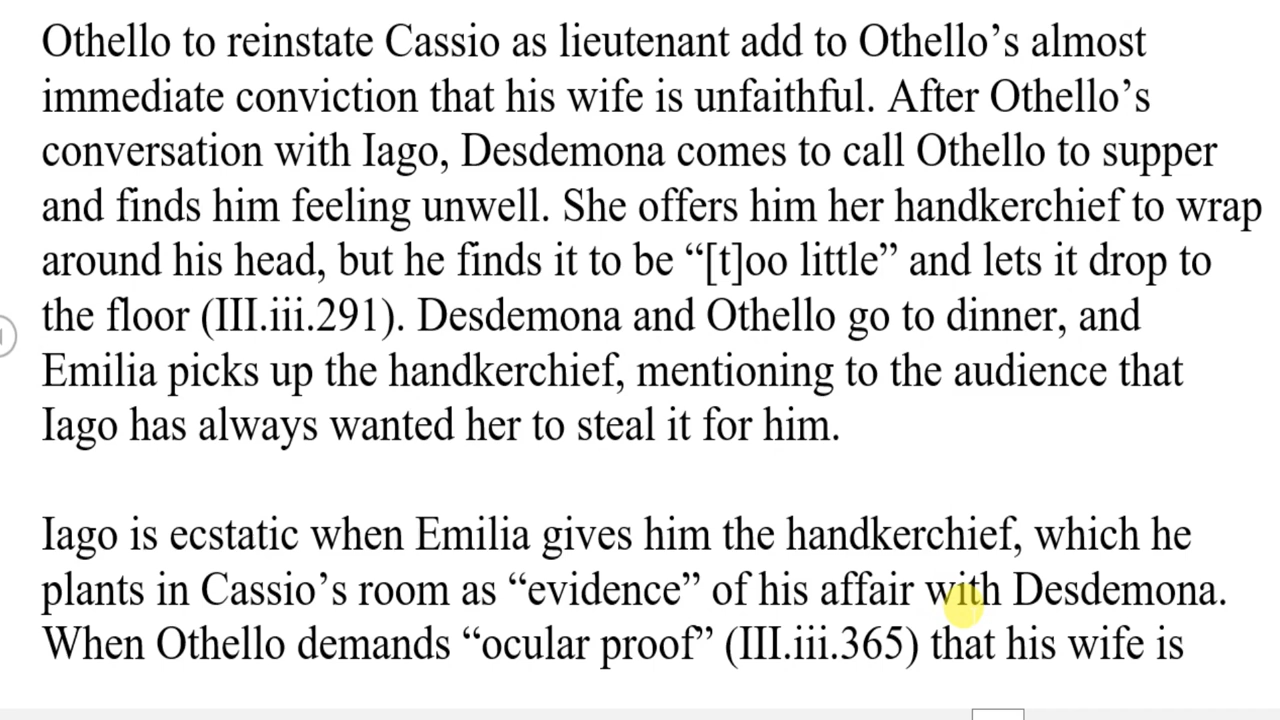 Othello to reinstate Cassio as lieutenant add to Othello’s almost
immediate conviction that his wife is unfaithful. After Othello’s
conversation with Iago, Desdemona comes to call Othello to supper
and finds him feeling unwell. She offers him her handkerchief to wrap
around his head, but he finds it to be “[t]oo little” and lets it drop to
the floor (III.iii.291). Desdemona and Othello go to dinner, and
Emilia picks up the handkerchief, mentioning to the audience that
Iago has always wanted her to steal it for him.
Iago is ecstatic when Emilia gives him the handkerchief, which he
plants in Cassio’s room as “evidence” of his affair with Desdemona.
When Othello demands “ocular proof” (III.iii.365) that his wife is